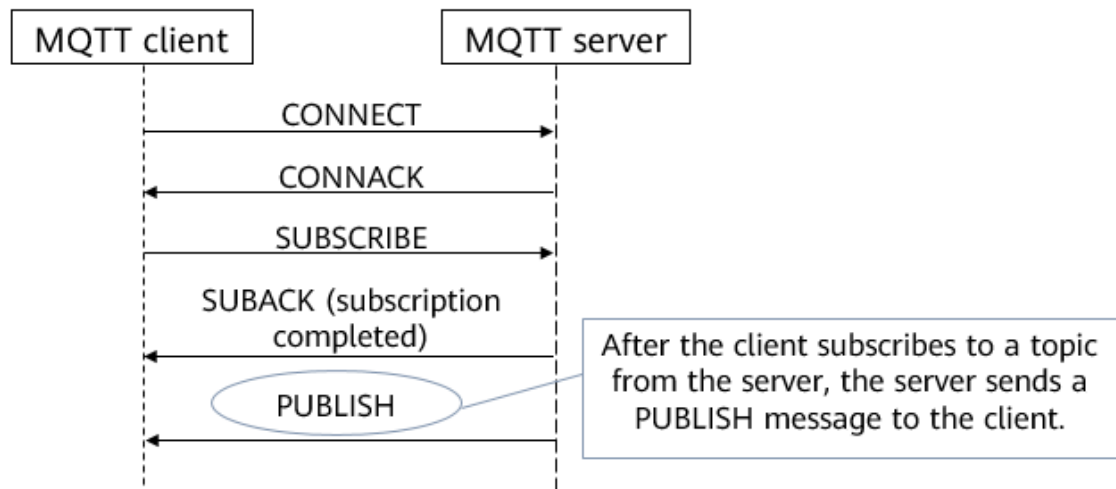 MQTT client
MQTT server
CONNECT
CONNACK
SUBSCRIBE
SUBACK (subscription
completed)
PUBLISH
After the client subscribes to a topic
from the server, the server sends a
PUBLISH message to the client.